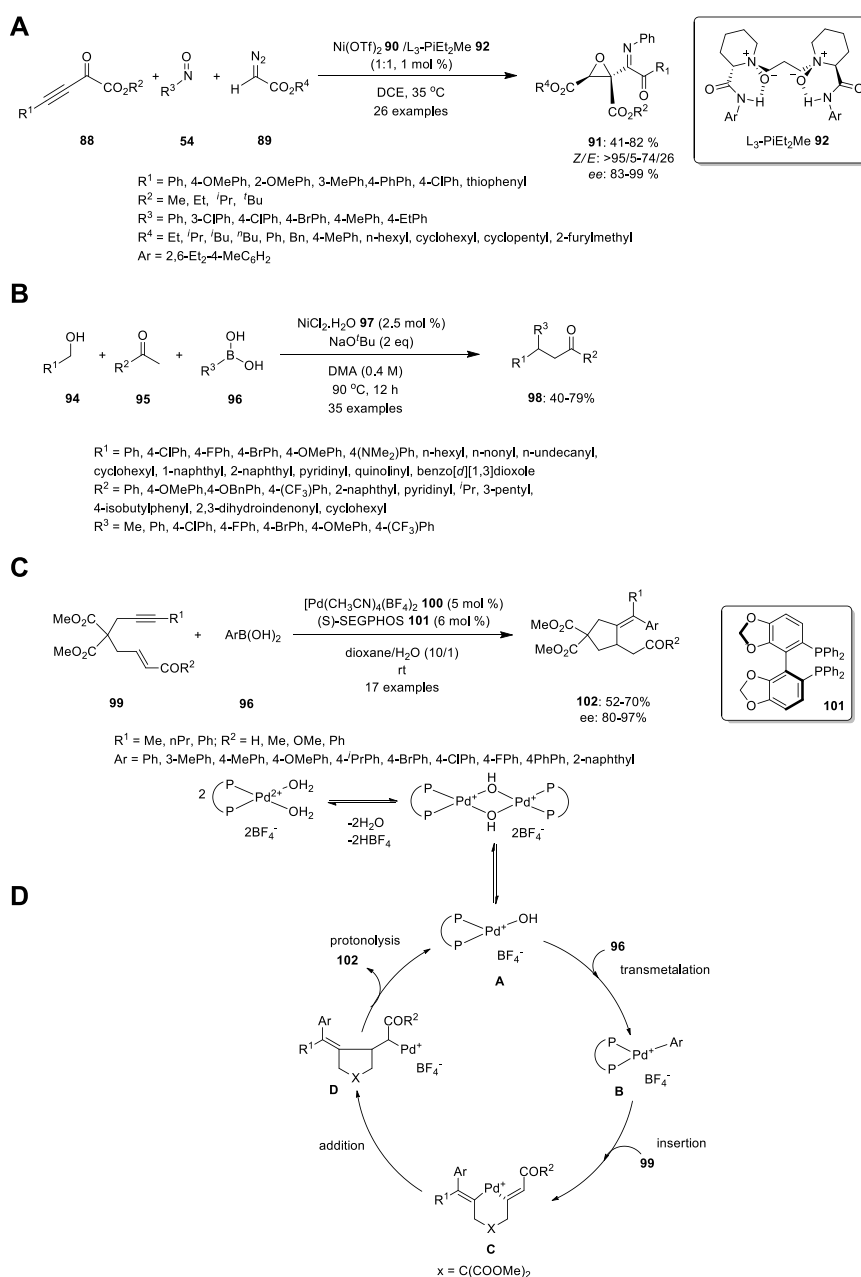 A
O
R1
CO2R2
88
+
O
N
R3
54
+
N2
H
CO2R4
89
Ni(OTf)2 90 /L3-PiEt2Me 92
(1:1, 1 mol %)
DCE, 35 oC
26 examples
O
N
Ph
R1
R4O2C
O
CO2R2
91: 41-82 %
Z/E: >95/5-74/26
ee: 83-99 %
N+
N+
O-
-O
O
N
H
H
N
O
Ar
Ar
L3-PiEt2Me 92
R1 = Ph, 4-OMePh, 2-OMePh, 3-MePh,4-PhPh, 4-ClPh, thiophenyl
R2 = Me, Et, iPr, tBu
R3 = Ph, 3-ClPh, 4-ClPh, 4-BrPh, 4-MePh, 4-EtPh
R4 = Et, iPr, iBu, nBu, Ph, Bn, 4-MePh, n-hexyl, cyclohexyl, cyclopentyl, 2-furylmethyl
Ar = 2,6-Et2-4-MeC6H2
B
OH
R1
94
+
O
R2
95
+
OH
B
R3
OH
96
NiCl2.H2O 97 (2.5 mol %)
NaOtBu (2 eq)
DMA (0.4 M)
90 oC, 12 h
35 examples
R3
O
R1
R2
98: 40-79%
R1 = Ph, 4-ClPh, 4-FPh, 4-BrPh, 4-OMePh, 4(NMe2)Ph, n-hexyl, n-nonyl, n-undecanyl,
cyclohexyl, 1-naphthyl, 2-naphthyl, pyridinyl, quinolinyl, benzo[d][1,3]dioxole
R2 = Ph, 4-OMePh,4-OBnPh, 4-(CF3)Ph, 2-naphthyl, pyridinyl, iPr, 3-pentyl,
4-isobutylphenyl, 2,3-dihydroindenonyl, cyclohexyl
R3 = Me, Ph, 4-ClPh, 4-FPh, 4-BrPh, 4-OMePh, 4-(CF3)Ph
C
MeO2C
MeO2C
R1
COR2
99
+
ArB(OH)2
96
[Pd(CH3CN)4(BF4)2 100 (5 mol %)
(S)-SEGPHOS 101 (6 mol %)
dioxane/H2O (10/1)
rt
17 examples
R1
Ar
MeO2C
MeO2C
COR2
102: 52-70%
ee: 80-97%
O
O
PPh2
PPh2
O
O
101
R1 = Me, nPr, Ph; R2 = H, Me, OMe, Ph
Ar = Ph, 3-MePh, 4-MePh, 4-OMePh, 4-iPrPh, 4-BrPh, 4-ClPh, 4-FPh, 4PhPh, 2-naphthyl
2
P
P
Pd2+
OH2
OH2
2BF4-
-2H2O
-2HBF4
P
P
Pd+
H
O
O
H
Pd+
P
P
2BF4-
D
P
P
Pd+
OH
BF4-
A
96
transmetalation
P
P
Pd+
Ar
BF4-
B
insertion
99
Ar
R1
Pd+
COR2
X
C
x = C(COOMe)2
addition
Ar
R1
COR2
Pd+
BF4-
X
D
protonolysis
102